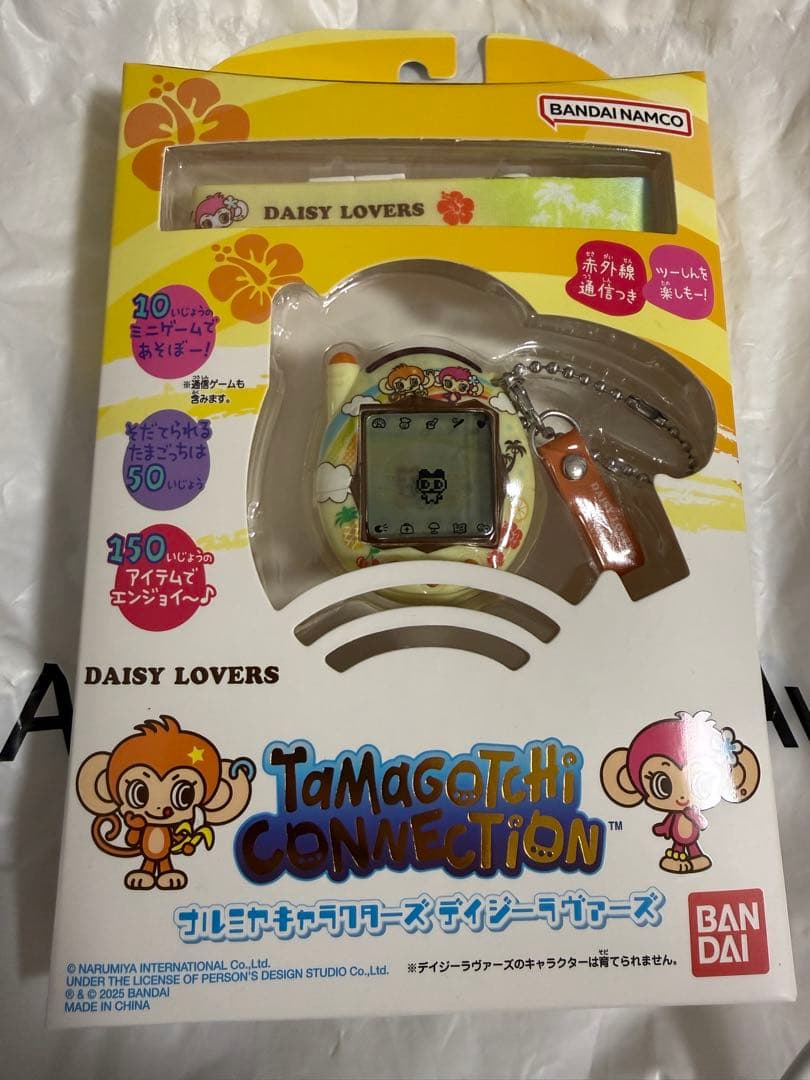 BANDAI NAMCO
DAISY LOVERS
赤外線
通信つき
ツーしんを
楽しもー!
10いじょうの
ミニゲームで
あそぼー!
※通信ゲームも
含みます。
そだてられる
たまごっちは
50いじょう
150いじょうの
アイテムで
エンジョイ〜♪
DAISY LOVERS
TAMAGOTCHI
CONNECTION™
ナルミヤキャラクターズ デイジーラヴァーズ
BAN
DAI
© NARUMIYA INTERNATIONAL Co.,Ltd.
UNDER THE LICENSE OF PERSON'S DESIGN STUDIO Co.,Ltd.
® & © 2025 BANDAI
MADE IN CHINA
※デイジーラヴァーズのキャラクターは育てられません。